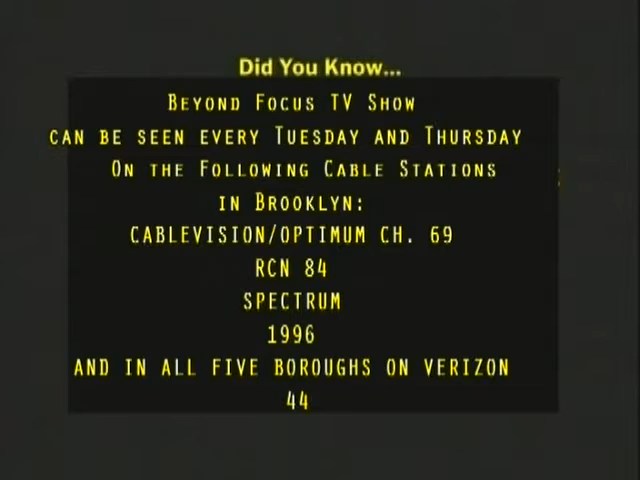 Did You Know...
Beyond Focus TV Show
can be seen every Tuesday and Thursday
On the Following Cable Stations
in Brooklyn:
CABLEVISION/OPTIMUM CH. 69
RCN 84
SPECTRUM
1996
AND IN ALL FIVE BOROUGHS ON VERIZON
44